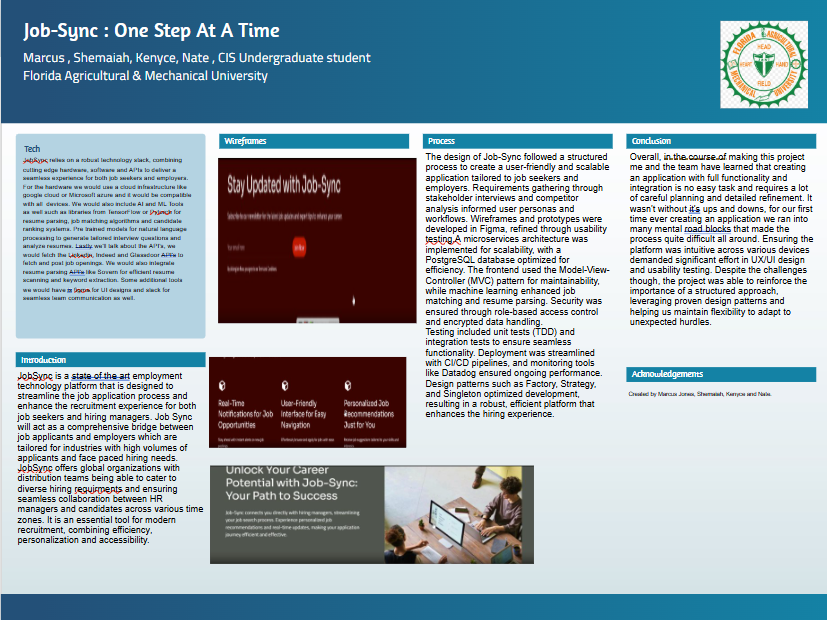 Job-Sync : One Step At A Time
Marcus , Shemaiah, Kenyce, Nate , CIS Undergraduate student
Florida Agricultural & Mechanical University
FLORIDA AGRICULTURAL &
MECHANICAL UNIVERSITY
HEAD
HEART
HAND
FIELD
Tech
JobSync relies on a robust technology stack, combining
cutting edge hardware, software and APIs to deliver a
seamless experience for both job seekers and employers.
For the hardware we would use a cloud infrastructure like
google cloud or Microsoft azure and it would be compatible
with all devices. We would also include AI and ML Tools
as well such as libraries from TensorFlow or Pytorch for
resume parsing, job matching algorithms and candidate
ranking systems. Pre trained models for natural language
processing to generate tailored interview questions and
analyze resumes. Lastly we'll talk about the API's, we
would fetch the LinkedIn, Indeed and Glassdoor APIs to
fetch and post job openings. We would also integrate
resume parsing APIs like Sovern for efficient resume
scanning and keyword extraction. Some additional tools
we would have is figma for UI designs and slack for
seamless team communication as well.
Introduction
JobSync is a state of the art employment
technology platform that is designed to
streamline the job application process and
enhance the recruitment experience for both
job seekers and hiring managers. Job Sync
will act as a comprehensive bridge between
job applicants and employers which are
tailored for industries with high volumes of
applicants and face paced hiring needs.
JobSync offers global organizations with
distribution teams being able to cater to
diverse hiring requirments and ensuring
seamless collaboration between HR
managers and candidates across various time
zones. It is an essential tool for modern
recruitment, combining efficiency,
personalization and accessibility.
Wireframes
Stay Updated with Job-Sync
Real-Time
Notifications for Job
Opportunities
User-Friendly
Interface for Easy
Navigation
Personalized Job
Recommendations
Just for You
Unlock Your Career
Potential with Job-Sync:
Your Path to Success
Job-Sync connects you directly with hiring managers, streamlining
your job search process. Experience personalized job
recommendations and real-time updates, making your application
journey efficient and effective.
Process
The design of Job-Sync followed a structured
process to create a user-friendly and scalable
application tailored to job seekers and
employers. Requirements gathering through
stakeholder interviews and competitor
analysis informed user personas and
workflows. Wireframes and prototypes were
developed in Figma, refined through usability
testing.A microservices architecture was
implemented for scalability, with a
PostgreSQL database optimized for
efficiency. The frontend used the Model-View-
Controller (MVC) pattern for maintainability,
while machine learning enhanced job
matching and resume parsing. Security was
ensured through role-based access control
and encrypted data handling.
Testing included unit tests (TDD) and
integration tests to ensure seamless
functionality. Deployment was streamlined
with CI/CD pipelines, and monitoring tools
like Datadog ensured ongoing performance.
Design patterns such as Factory, Strategy,
and Singleton optimized development,
resulting in a robust, efficient platform that
enhances the hiring experience.
Conclusion
Overall, in the course of making this project
me and the team have learned that creating
an application with full functionality and
integration is no easy task and requires a lot
of careful planning and detailed refinement. It
wasn't without it's ups and downs, for our first
time ever creating an application we ran into
many mental road blocks that made the
process quite difficult all around. Ensuring the
platform was intuitive across various devices
demanded significant effort in UX/UI design
and usability testing. Despite the challenges
though, the project was able to reinforce the
importance of a structured approach,
leveraging proven design patterns and
helping us maintain flexibility to adapt to
unexpected hurdles.
Acknowledgements
Created by Marcus Jones, Shemaiah, Kenyce and Nate.